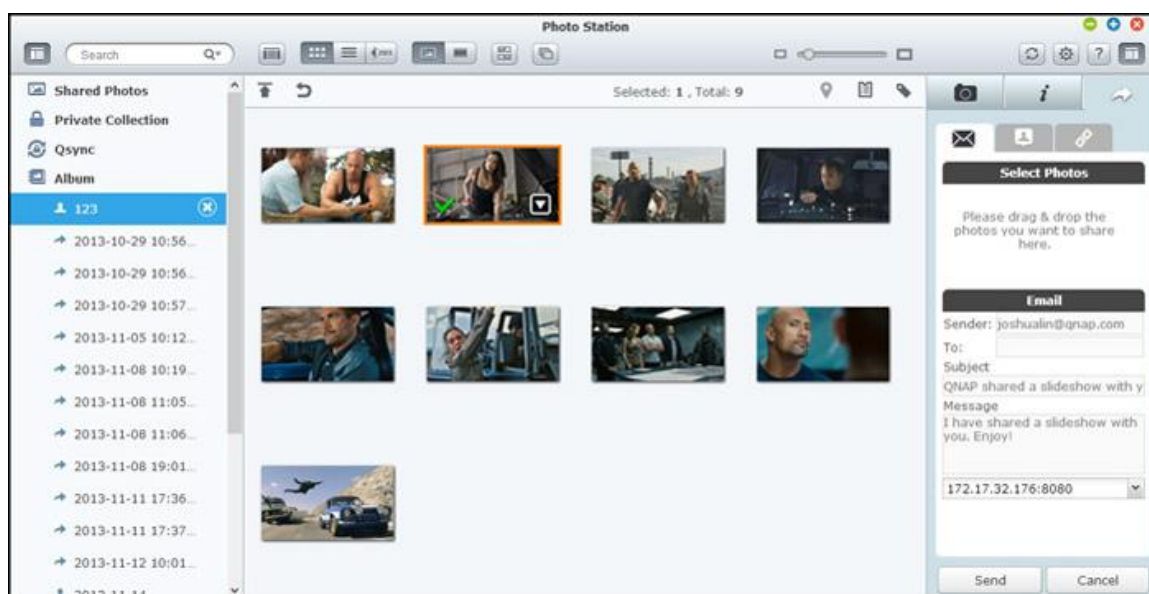 Photo Station
Search
Shared Photos
Private Collection
Qsync
Album
123
2013-10-29 10:56...
2013-10-29 10:56...
2013-10-29 10:57...
2013-11-05 10:12...
2013-11-08 10:19...
2013-11-08 11:05...
2013-11-08 11:06...
2013-11-08 19:01...
2013-11-11 17:36...
2013-11-11 17:37...
2013-11-12 10:01...
2013-11-14
Selected: 1 , Total: 9
Select Photos
Please drag & drop the
photos you want to share
here.
Email
Sender: joshualin@qnap.com
To:
Subject
QNAP shared a slideshow with y
Message
I have shared a slideshow with
you. Enjoy!
172.17.32.176:8080
Send Cancel